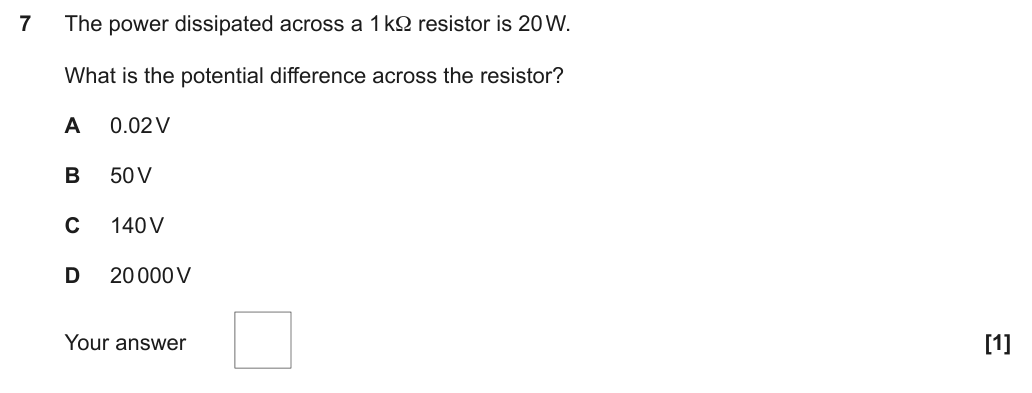 7 The power dissipated across a 1 kΩ resistor is 20 W.
What is the potential difference across the resistor?
A 0.02 V
B 50 V
C 140 V
D 20 000 V
Your answer [1]